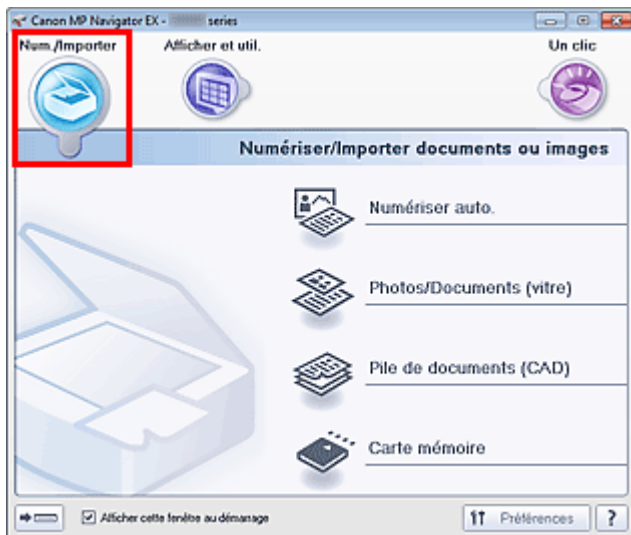 Canon MP Navigator EX - series
Num./Importer Afficher et util. Un clic
Numériser/Importer documents ou images
Numériser auto.
Photos/Documents (vitre)
Pile de documents (CAD)
Carte mémoire
Afficher cette fenêtre au démarrage Préférences ?